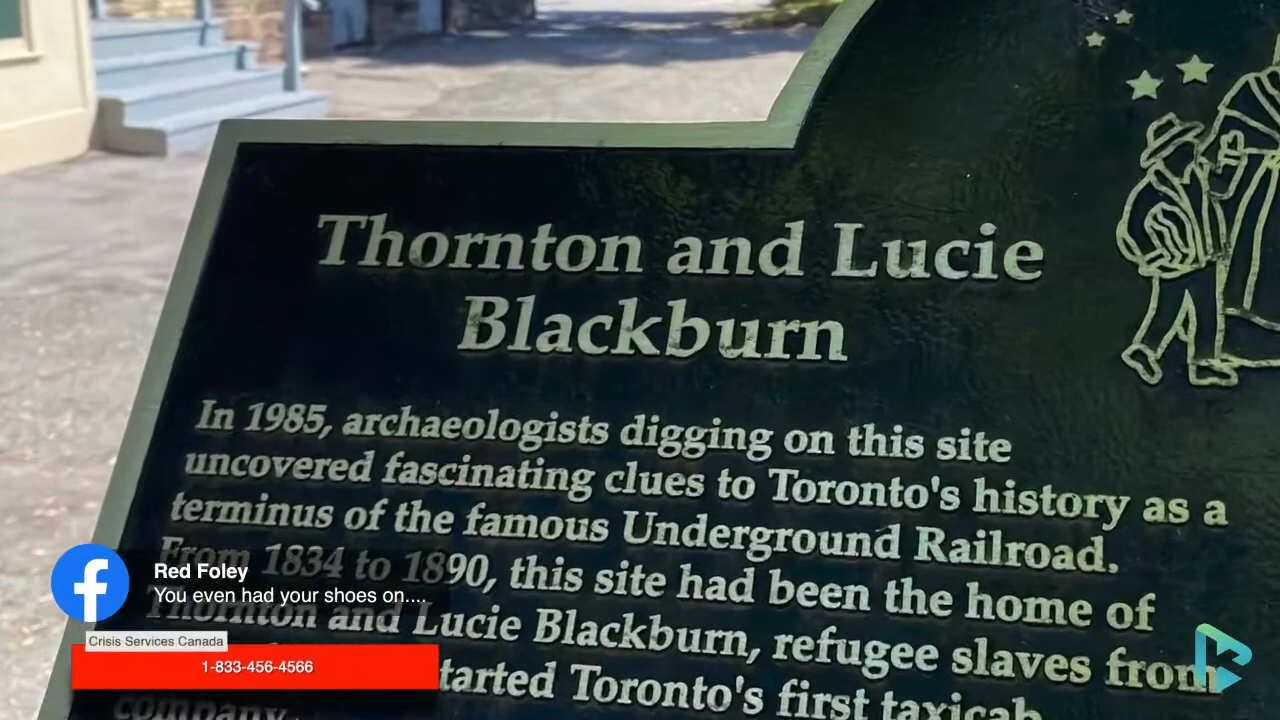 Thornton and Lucie
Blackburn
In 1985, archaeologists digging on this site
uncovered fascinating clues to Toronto's history as a
terminus of the famous Underground Railroad.
From 1834 to 1890, this site had been the home of
Thornton and Lucie Blackburn, refugee slaves from
tarted Toronto's first taxicab
company.
Red Foley
You even had your shoes on....
Crisis Services Canada
1-833-456-4566